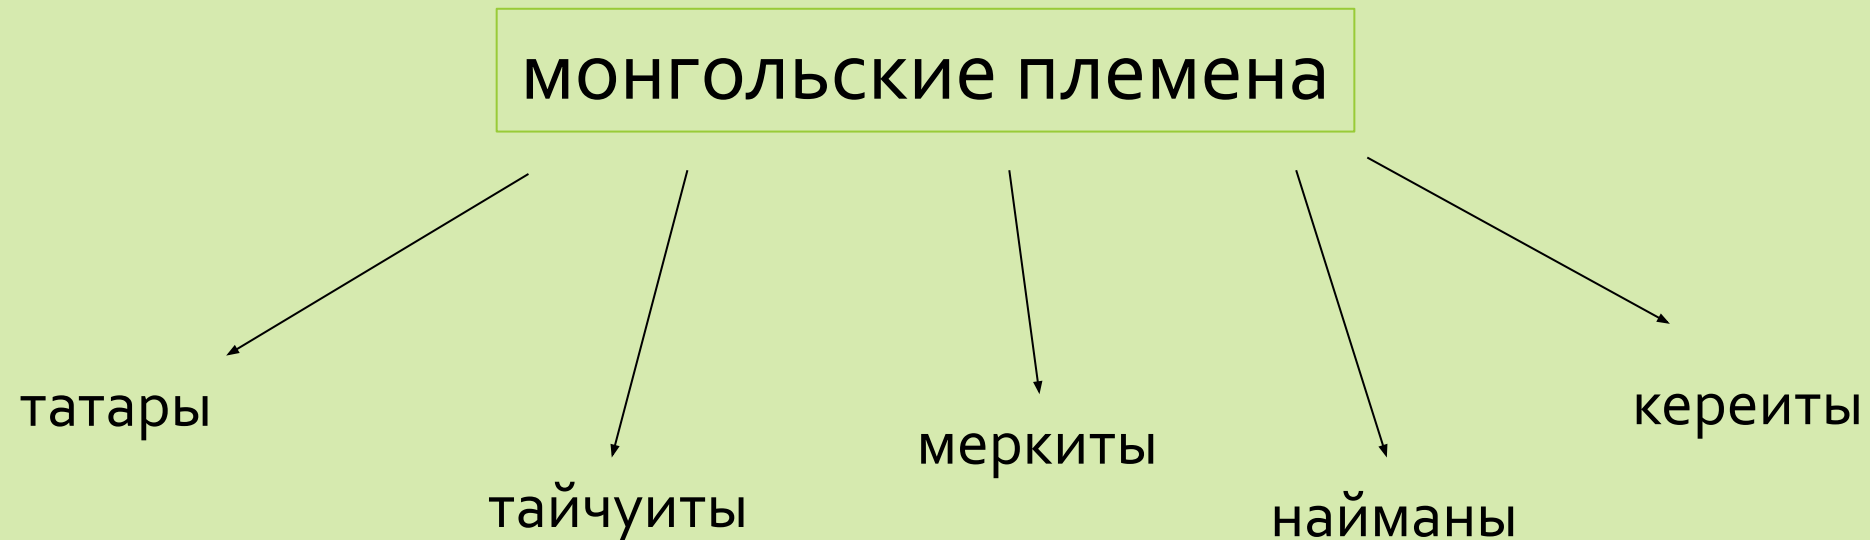 монгольские племена
татары
тайчуиты
меркиты
найманы
кереиты